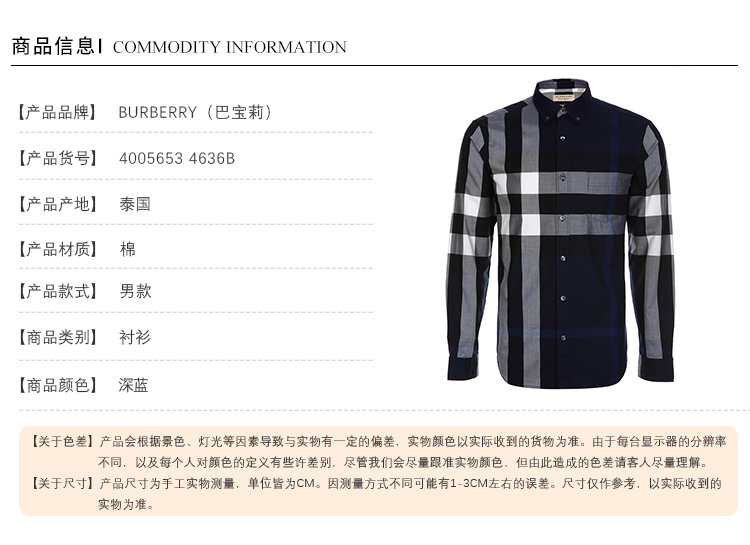 商品信息I COMMODITY INFORMATION
【产品品牌】 BURBERRY（巴宝莉）
【产品货号】 4005653 4636B
【产品产地】 泰国
【产品材质】 棉
【产品款式】 男款
【商品类别】 衬衫
【商品颜色】 深蓝
【关于色差】产品会根据景色、灯光等因素导致与实物有一定的偏差，实物颜色以实际收到的货物为准。由于每台显示器的分辨率
不同，以及每个人对颜色的定义有些许差别，尽管我们会尽量跟准实物颜色，但由此造成的色差请客人尽量理解。
【关于尺寸】产品尺寸为手工实物测量，单位皆为CM。因测量方式不同可能有1-3CM左右的误差。尺寸仅作参考，以实际收到的
实物为准。